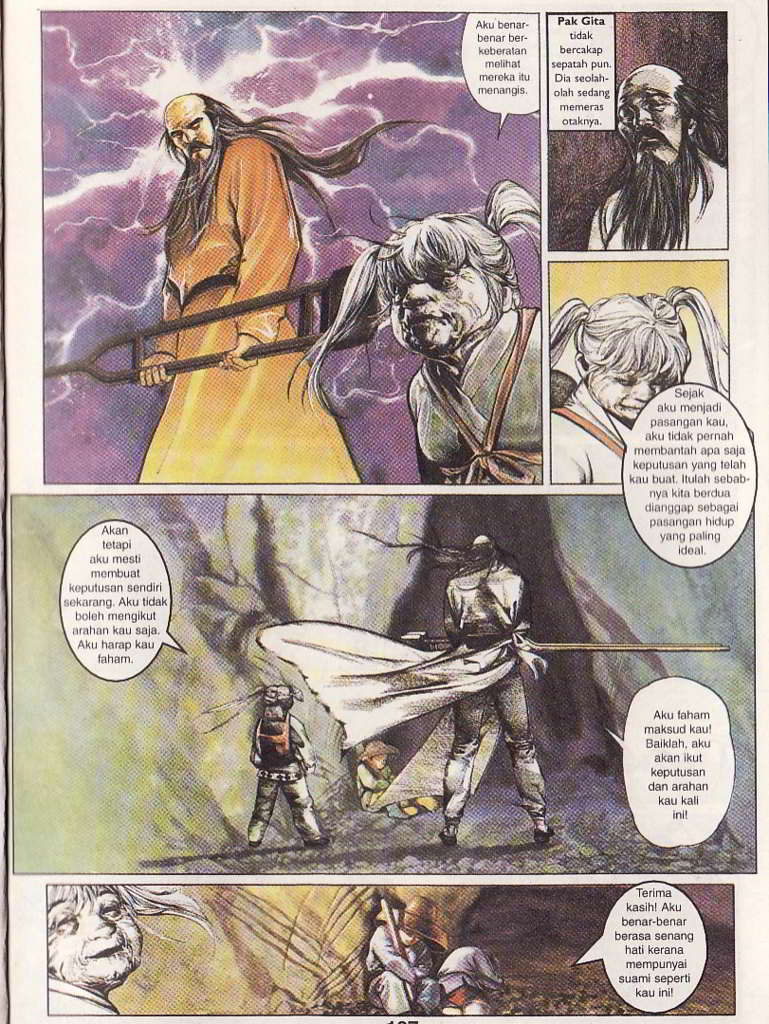 Aku benar-
benar ber-
keberatan
melihat
mereka itu
menangis.
Pak Gita
tidak
bercakap
sepatah pun.
Dia seolah-
olah sedang
memeras
otaknya.
Sejak
aku menjadi
pasangan kau,
aku tidak pernah
membantah apa saja
keputusan yang telah
kau buat. Itulah sebab-
nya kita berdua
dianggap sebagai
pasangan hidup
yang paling
ideal.
Akan
tetapi
aku mesti
membuat
keputusan sendiri
sekarang. Aku tidak
boleh mengikut
arahan kau saja.
Aku harap kau
faham.
Aku faham
maksud kau!
Baiklah, aku
akan ikut
keputusan
dan arahan
kau kali
ini!
Terima
kasih! Aku
benar-benar
berasa senang
hati kerana
mempunyai
suami seperti
kau ini!